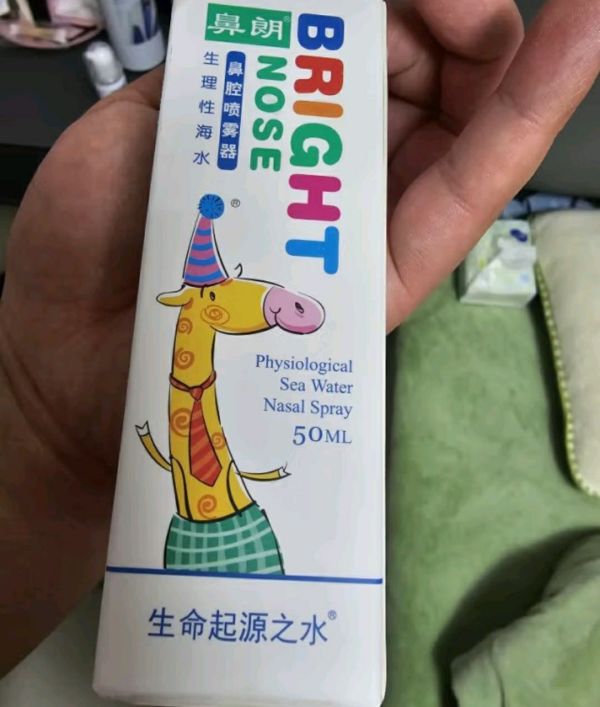 鼻朗®
BRIGHT
NOSE
鼻腔喷雾器
生理性海水
®
Physiological
Sea Water
Nasal Spray
50ML
生命起源之水®